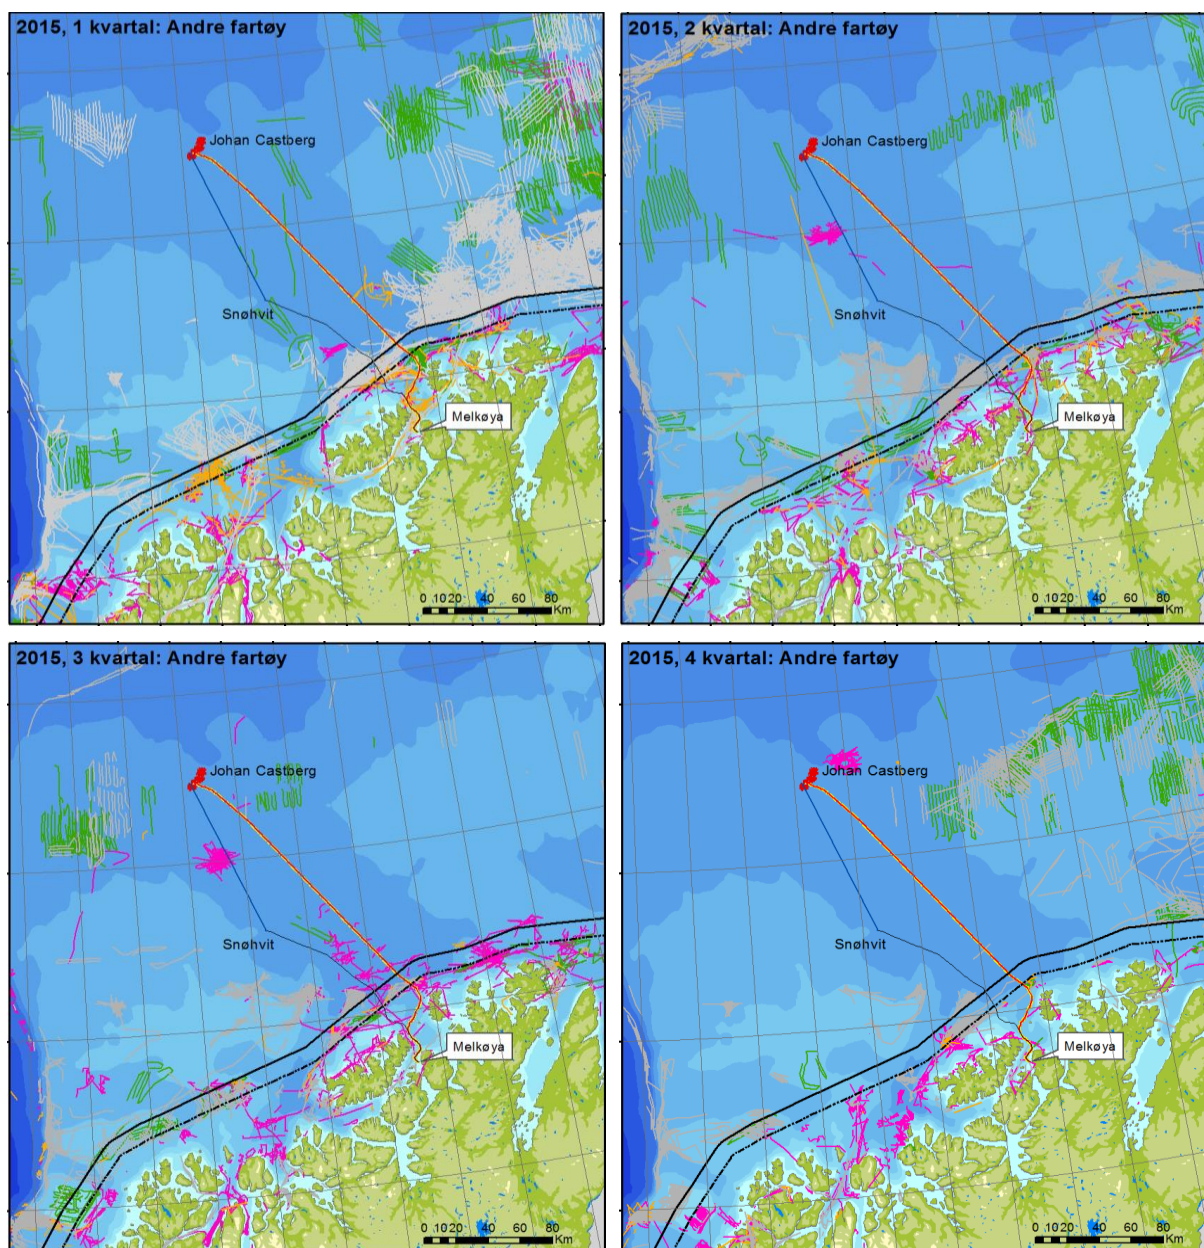 2015, 1 kvartal: Andre fartøy
Johan Castberg
Snøhvit
Melkøya
0 10 20 40 60 80
Km
2015, 2 kvartal: Andre fartøy
Johan Castberg
Snøhvit
Melkøya
0 10 20 40 60 80
Km
2015, 3 kvartal: Andre fartøy
Johan Castberg
Snøhvit
Melkøya
0 10 20 40 60 80
Km
2015, 4 kvartal: Andre fartøy
Johan Castberg
Snøhvit
Melkøya
0 10 20 40 60 80
Km